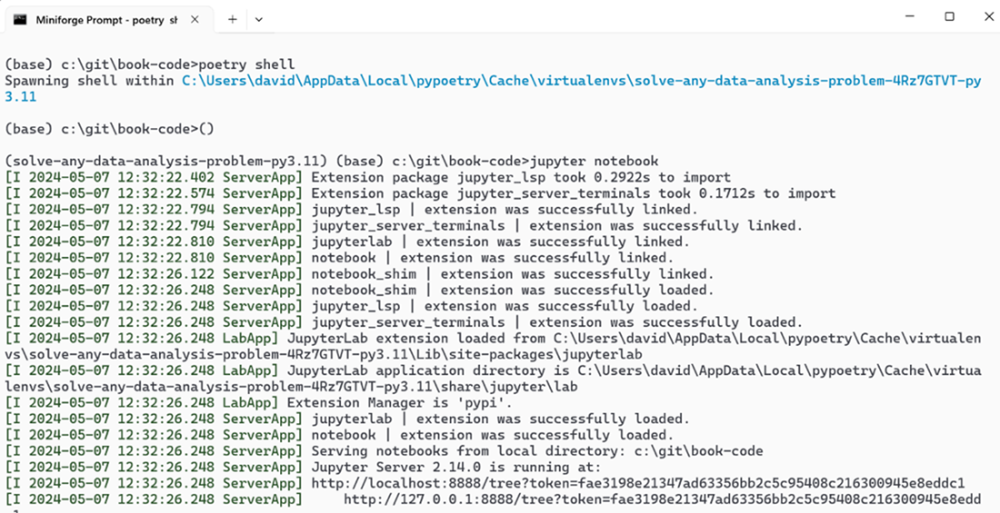 Miniforge Prompt - poetry sh
(base) c:\git\book-code>poetry shell
Spawning shell within C:\Users\david\AppData\Local\pypoetry\Cache\virtualenvs\solve-any-data-analysis-problem-4Rz7GTVT-py
3.11
(base) c:\git\book-code>()
(solve-any-data-analysis-problem-py3.11) (base) c:\git\book-code>jupyter notebook
[I 2024-05-07 12:32:22.402 ServerApp] Extension package jupyter_lsp took 0.2922s to import
[I 2024-05-07 12:32:22.574 ServerApp] Extension package jupyter_server_terminals took 0.1712s to import
[I 2024-05-07 12:32:22.794 ServerApp] jupyter_lsp | extension was successfully linked.
[I 2024-05-07 12:32:22.794 ServerApp] jupyter_server_terminals | extension was successfully linked.
[I 2024-05-07 12:32:22.810 ServerApp] jupyterlab | extension was successfully linked.
[I 2024-05-07 12:32:22.810 ServerApp] notebook | extension was successfully linked.
[I 2024-05-07 12:32:26.122 ServerApp] notebook_shim | extension was successfully linked.
[I 2024-05-07 12:32:26.248 ServerApp] notebook_shim | extension was successfully loaded.
[I 2024-05-07 12:32:26.248 ServerApp] jupyter_lsp | extension was successfully loaded.
[I 2024-05-07 12:32:26.248 ServerApp] jupyter_server_terminals | extension was successfully loaded.
[I 2024-05-07 12:32:26.248 LabApp] JupyterLab extension loaded from C:\Users\david\AppData\Local\pypoetry\Cache\virtualen
vs\solve-any-data-analysis-problem-4Rz7GTVT-py3.11\Lib\site-packages\jupyterlab
[I 2024-05-07 12:32:26.248 LabApp] JupyterLab application directory is C:\Users\david\AppData\Local\pypoetry\Cache\virtua
lenvs\solve-any-data-analysis-problem-4Rz7GTVT-py3.11\share\jupyter\lab
[I 2024-05-07 12:32:26.248 LabApp] Extension Manager is 'pypi'.
[I 2024-05-07 12:32:26.248 ServerApp] jupyterlab | extension was successfully loaded.
[I 2024-05-07 12:32:26.248 ServerApp] notebook | extension was successfully loaded.
[I 2024-05-07 12:32:26.248 ServerApp] Serving notebooks from local directory: c:\git\book-code
[I 2024-05-07 12:32:26.248 ServerApp] Jupyter Server 2.14.0 is running at:
[I 2024-05-07 12:32:26.248 ServerApp] http://localhost:8888/tree?token=fae3198e21347ad63356bb2c5c95408c216300945e8eddc1
[I 2024-05-07 12:32:26.248 ServerApp]     http://127.0.0.1:8888/tree?token=fae3198e21347ad63356bb2c5c95408c216300945e8edd